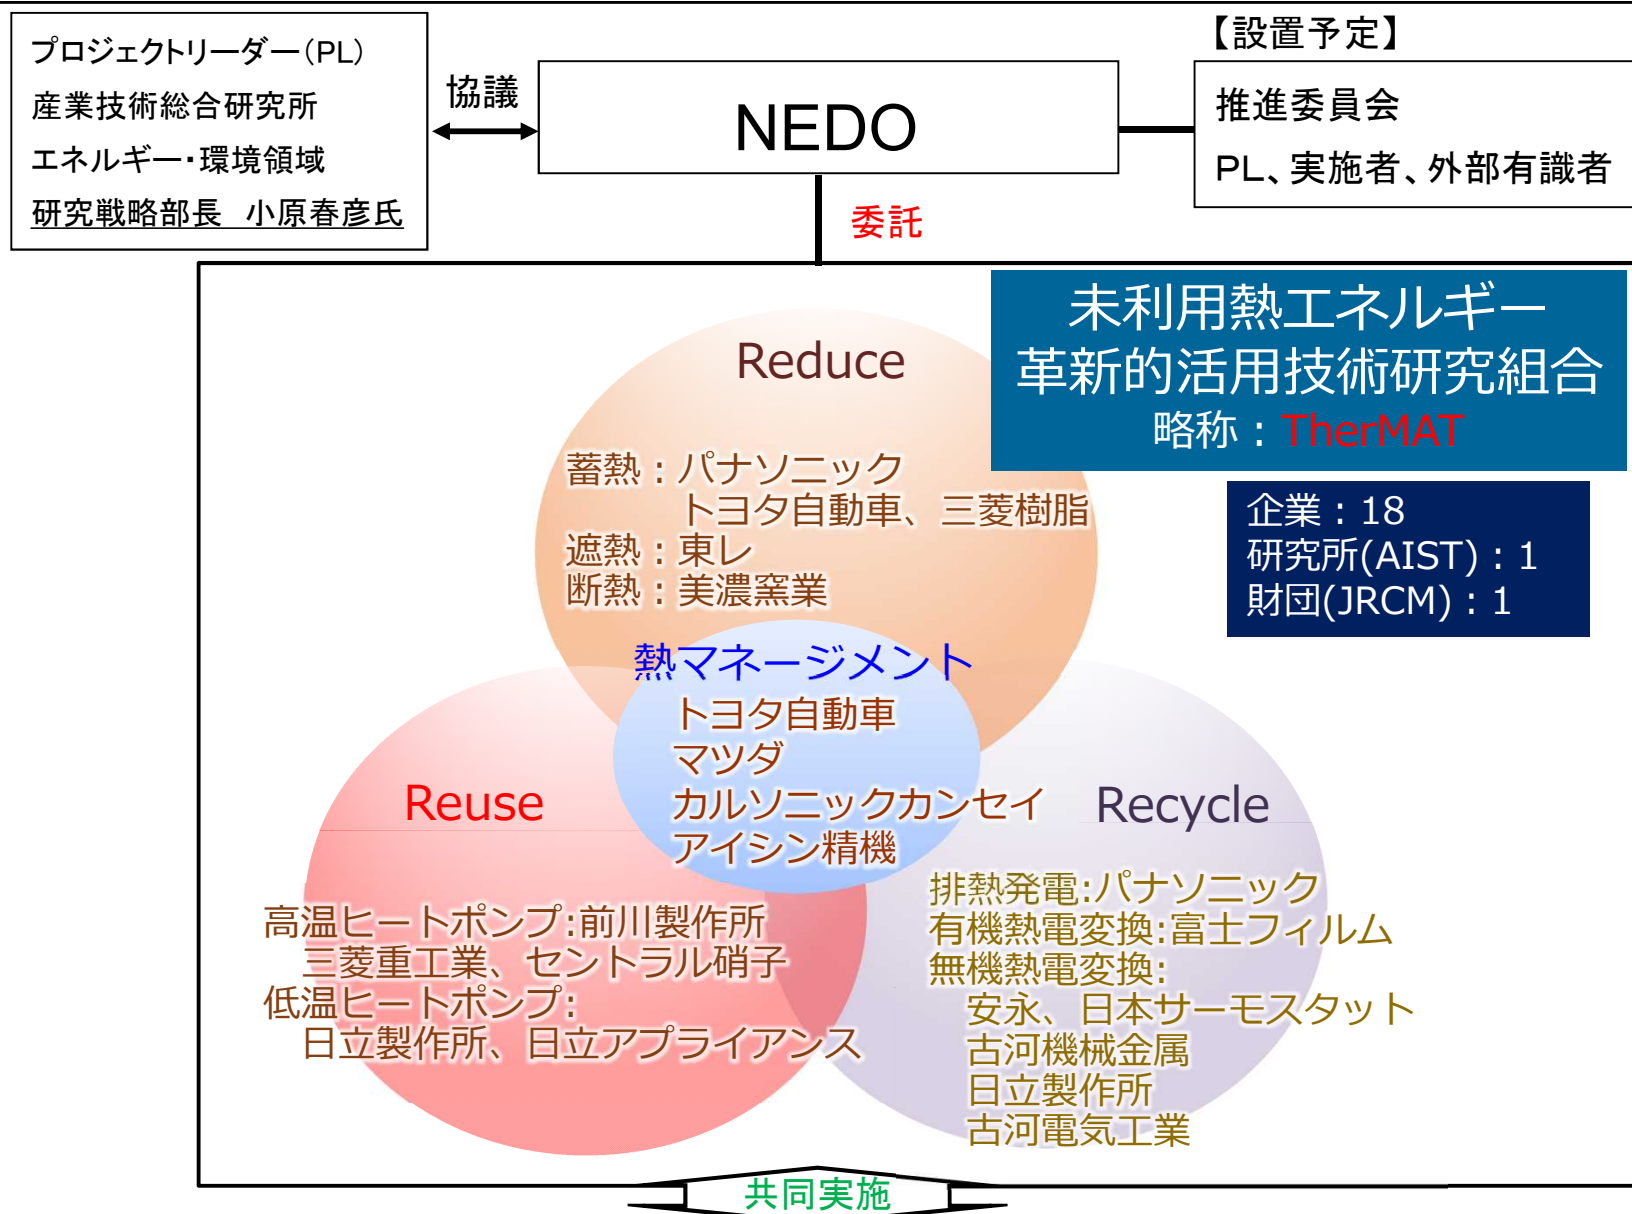 プロジェクトリーダー(PL)
産業技術総合研究所
エネルギー・環境領域
研究戦略部長 小原春彦氏
協議
NEDO
【設置予定】
推進委員会
PL、実施者、外部有識者
委託
未利用熱エネルギー
革新的活用技術研究組合
略称：TherMAT
企業：18
研究所(AIST)：1
財団(JRCM)：1
Reduce
蓄熱：パナソニック
トヨタ自動車、三菱樹脂
遮熱：東レ
断熱：美濃窯業
熱マネージメント
トヨタ自動車
マツダ
カルソニックカンセイ
アイシン精機
Reuse
高温ヒートポンプ:前川製作所
三菱重工業、セントラル硝子
低温ヒートポンプ:
日立製作所、日立アプライアンス
Recycle
排熱発電:パナソニック
有機熱電変換:富士フィルム
無機熱電変換:
安永、日本サーモスタット
古河機械金属
日立製作所
古河電気工業
共同実施